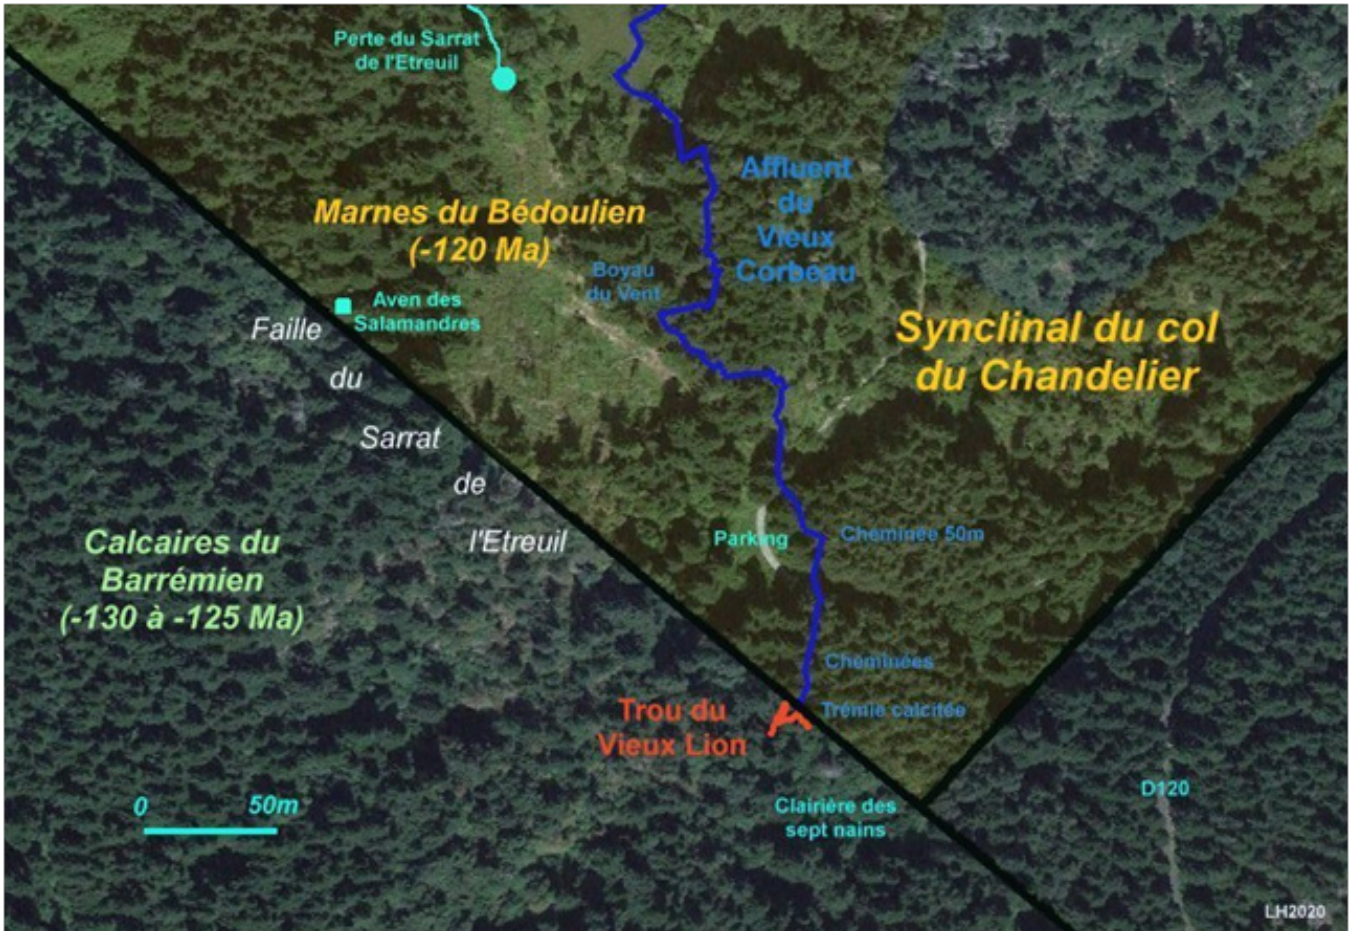 Perte du Sarrat
de l'Etreuil
Affluent
du
Vieux
Corbeau
Marnes du Bédoulien
(-120 Ma)
Boyau
du Vent
Aven des
Salamandres
Faille
du
Sarrat
de
l'Etreuil
Synclinal du col
du Chandelier
Calcaires du
Barrémien
(-130 à -125 Ma)
Parking
Cheminée 50m
Cheminées
Trémie calcitée
Trou du
Vieux Lion
Clairière des
sept nains
D120
0 50m
LH2020